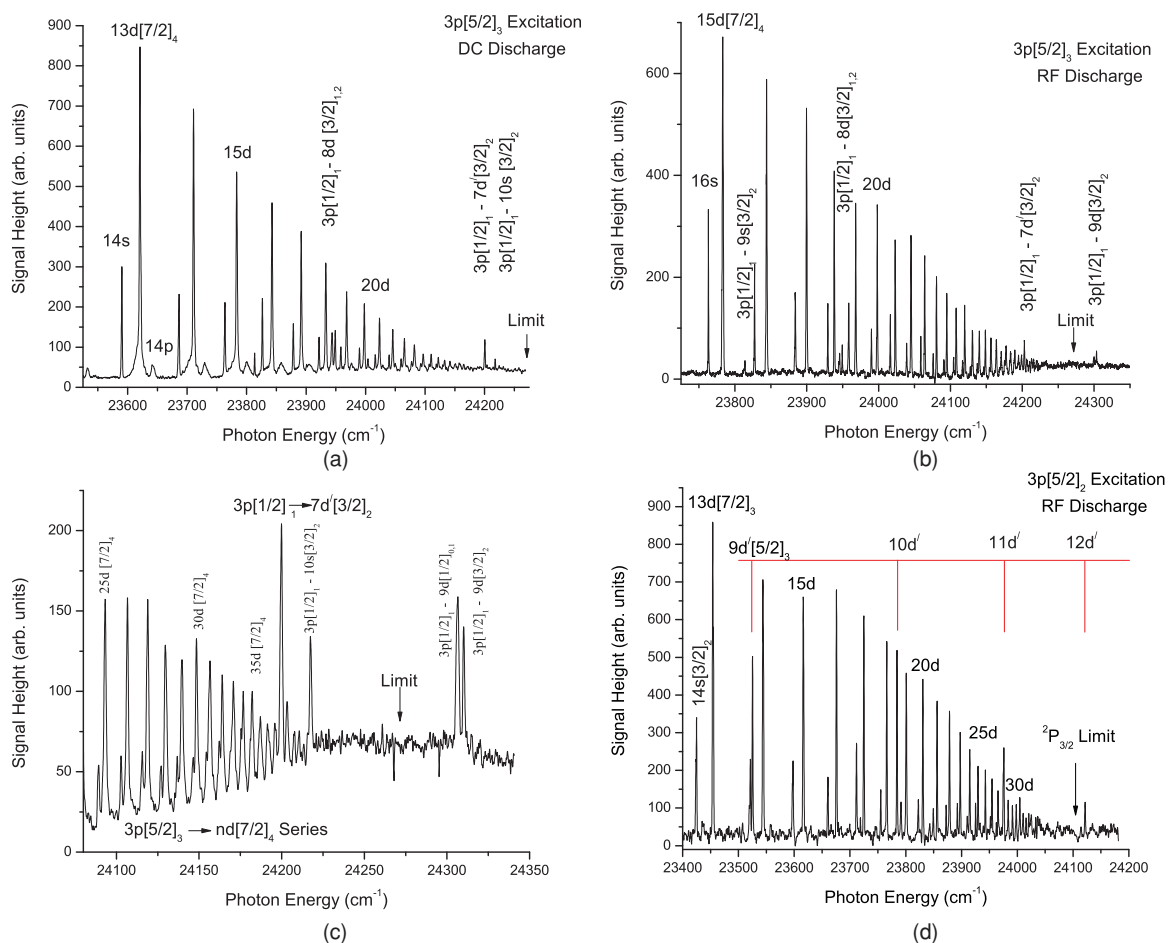 3p[5/2]₃ Excitation
DC Discharge
13d[7/2]₄
14s
14p
15d
3p[1/2]₁ - 8d [3/2]₁,₂
20d
3p[1/2]₁ - 7d′[3/2]₂
3p[1/2]₁ - 10s [3/2]₂
Limit
Signal Height (arb. units)
900
800
700
600
500
400
300
200
100
0
23600 23700 23800 23900 24000 24100 24200
Photon Energy (cm⁻¹)
(a)
15d[7/2]₄
3p[5/2]₃ Excitation
RF Discharge
16s
3p[1/2]₁ - 9s[3/2]₂
3p[1/2]₁ - 8d[3/2]₁,₂
20d
3p[1/2]₁ - 7d′[3/2]₂
3p[1/2]₁ - 9d[3/2]₂
Limit
Signal Height (arb. units)
600
400
200
0
23800 23900 24000 24100 24200 24300
Photon Energy (cm⁻¹)
(b)
3p[1/2]₁ → 7d′[3/2]₂
25d [7/2]₄
30d [7/2]₄
35d [7/2]₄
3p[1/2]₁ - 10s[3/2]₂
3p[1/2]₁ - 9d[1/2]₀,₁
3p[1/2]₁ - 9d[3/2]₂
Limit
3p[5/2]₃ → nd[7/2]₄ Series
Signal Height (arb. units)
200
150
100
50
0
24100 24150 24200 24250 24300 24350
Photon Energy (cm⁻¹)
(c)
3p[5/2]₂ Excitation
RF Discharge
13d[7/2]₃
9d′[5/2]₃
10d′
11d′
12d′
14s[3/2]₂
15d
20d
25d
30d
²P₃/₂ Limit
Signal Height (arb. units)
900
800
700
600
500
400
300
200
100
0
23400 23500 23600 23700 23800 23900 24000 24100 24200
Photon Energy (cm⁻¹)
(d)